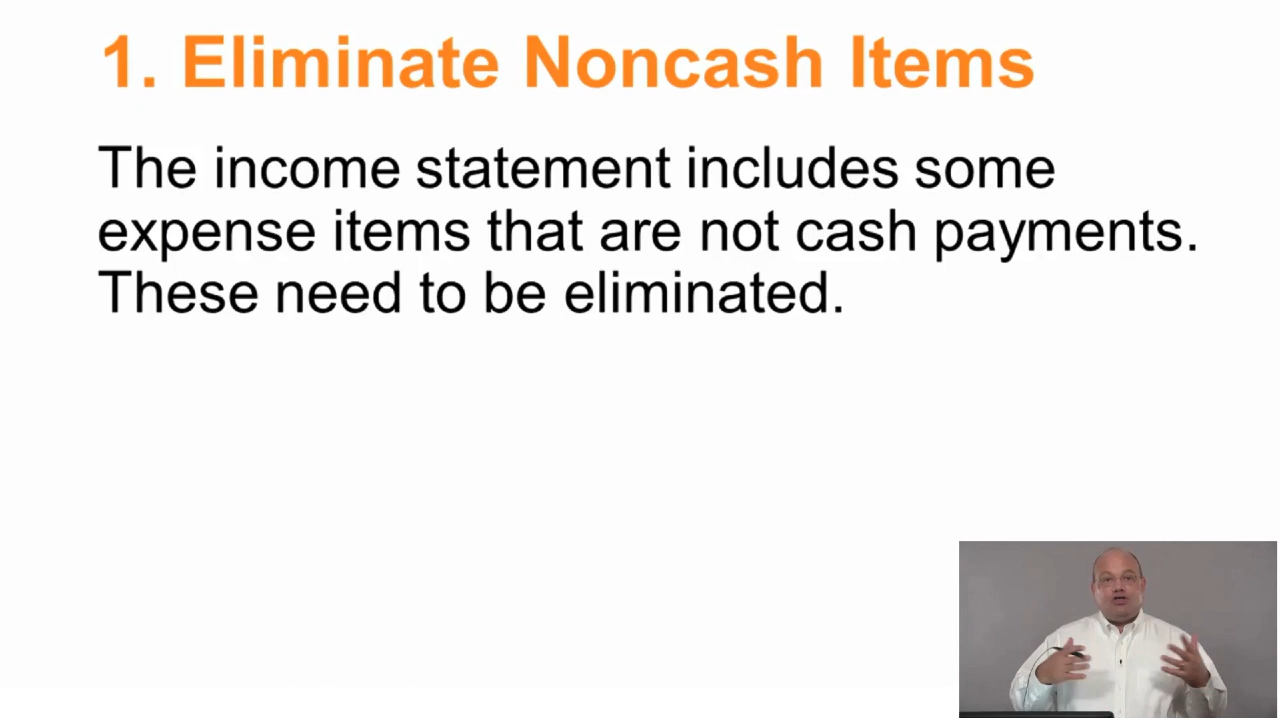 1. Eliminate Noncash Items
The income statement includes some
expense items that are not cash payments.
These need to be eliminated.